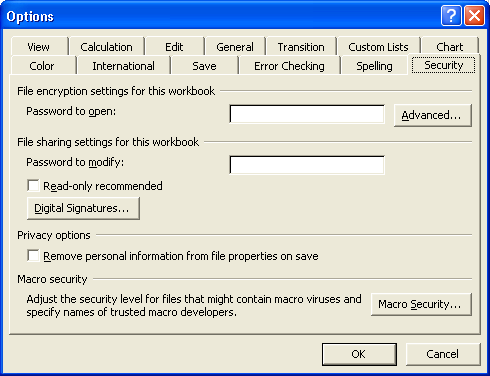 Options
View Calculation Edit General Transition Custom Lists Chart
Color International Save Error Checking Spelling Security
File encryption settings for this workbook
Password to open: Advanced...
File sharing settings for this workbook
Password to modify:
Read-only recommended
Digital Signatures...
Privacy options
Remove personal information from file properties on save
Macro security
Adjust the security level for files that might contain macro viruses and
specify names of trusted macro developers.
Macro Security...
OK Cancel